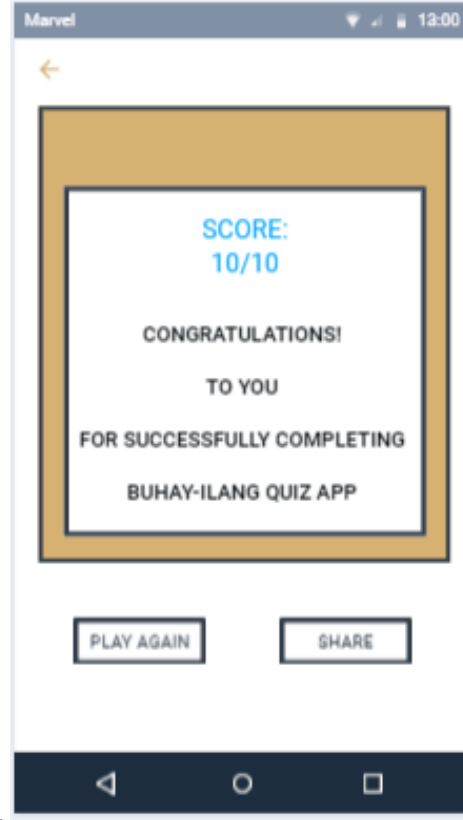 Marvel 13:00
SCORE:
10/10
CONGRATULATIONS!
TO YOU
FOR SUCCESSFULLY COMPLETING
BUHAY-ILANG QUIZ APP
PLAY AGAIN SHARE